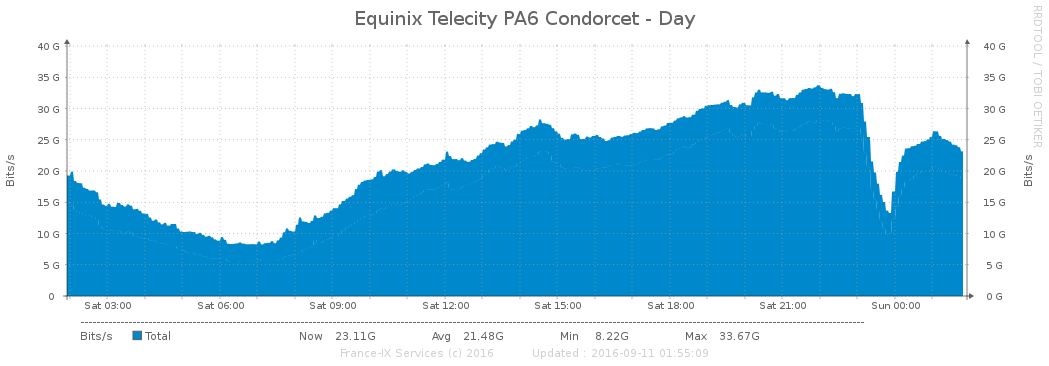 Equinix Telecity PA6 Condorcet - Day
RRDTOOL / TOBI OETIKER
Bits/s
40 G
35 G
30 G
25 G
20 G
15 G
10 G
5 G
0
40 G
35 G
30 G
25 G
20 G
15 G
10 G
5 G
0 G
Bits/s
Sat 03:00 Sat 06:00 Sat 09:00 Sat 12:00 Sat 15:00 Sat 18:00 Sat 21:00 Sun 00:00
Bits/s Total Now 23.11G Avg 21.48G Min 8.22G Max 33.67G
France-IX Services (c) 2016 Updated : 2016-09-11 01:55:09